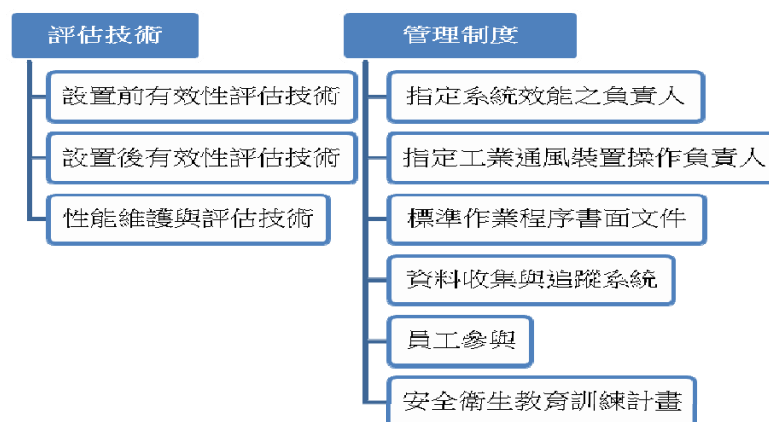 評估技術
設置前有效性評估技術
設置後有效性評估技術
性能維護與評估技術
管理制度
指定系統效能之負責人
指定工業通風裝置操作負責人
標準作業程序書面文件
資料收集與追蹤系統
員工參與
安全衛生教育訓練計畫